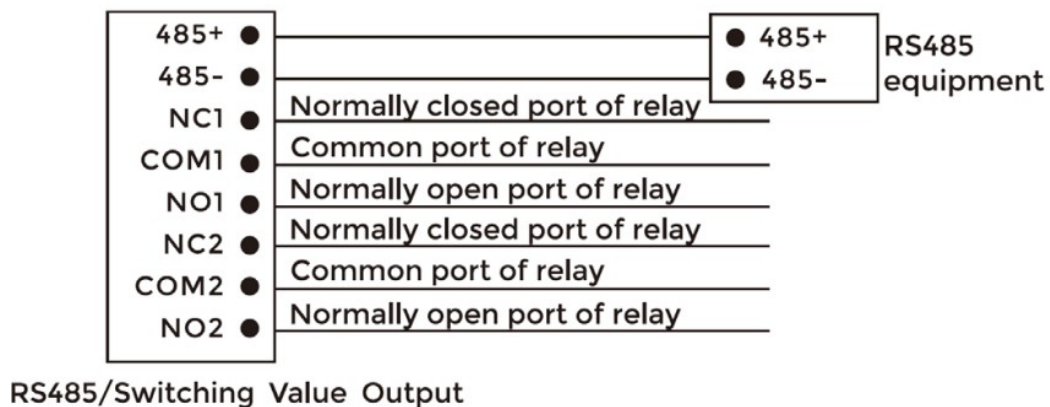 485+
485-
NC1
COM1
NO1
NC2
COM2
NO2
Normally closed port of relay
Common port of relay
Normally open port of relay
Normally closed port of relay
Common port of relay
Normally open port of relay
485+
485-
RS485
equipment
RS485/Switching Value Output